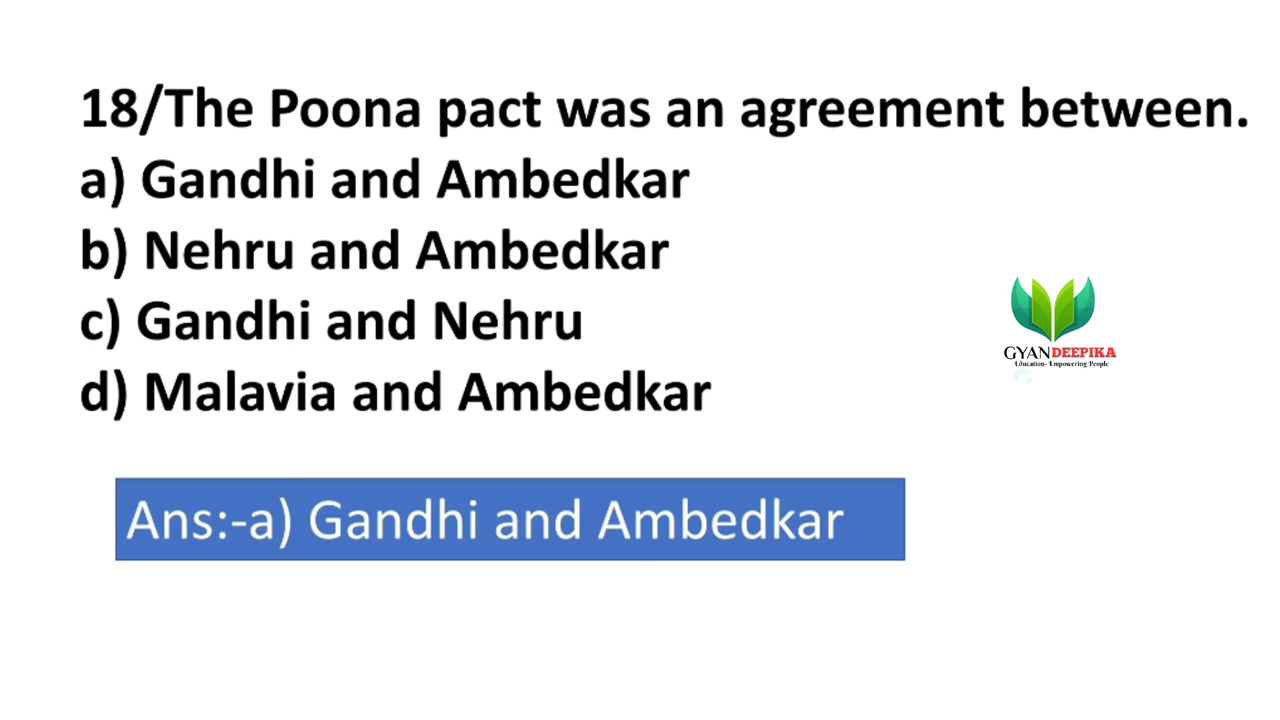 18/The Poona pact was an agreement between.
a) Gandhi and Ambedkar
b) Nehru and Ambedkar
c) Gandhi and Nehru
d) Malavia and Ambedkar
GYANDEEPIKA
Education- Empowering People
Ans:-a) Gandhi and Ambedkar